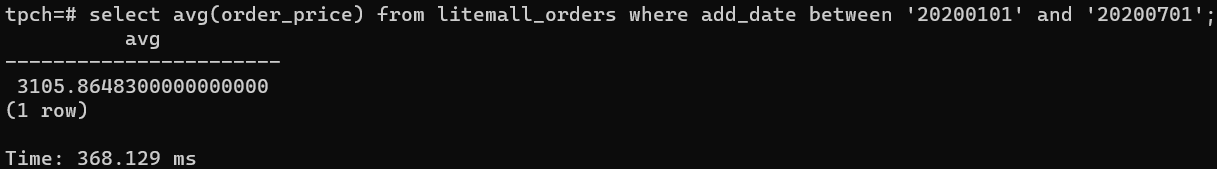 tpch=# select avg(order_price) from litemall_orders where add_date between '20200101' and '20200701';
avg
-----------------------
3105.8648300000000000
(1 row)
Time: 368.129 ms